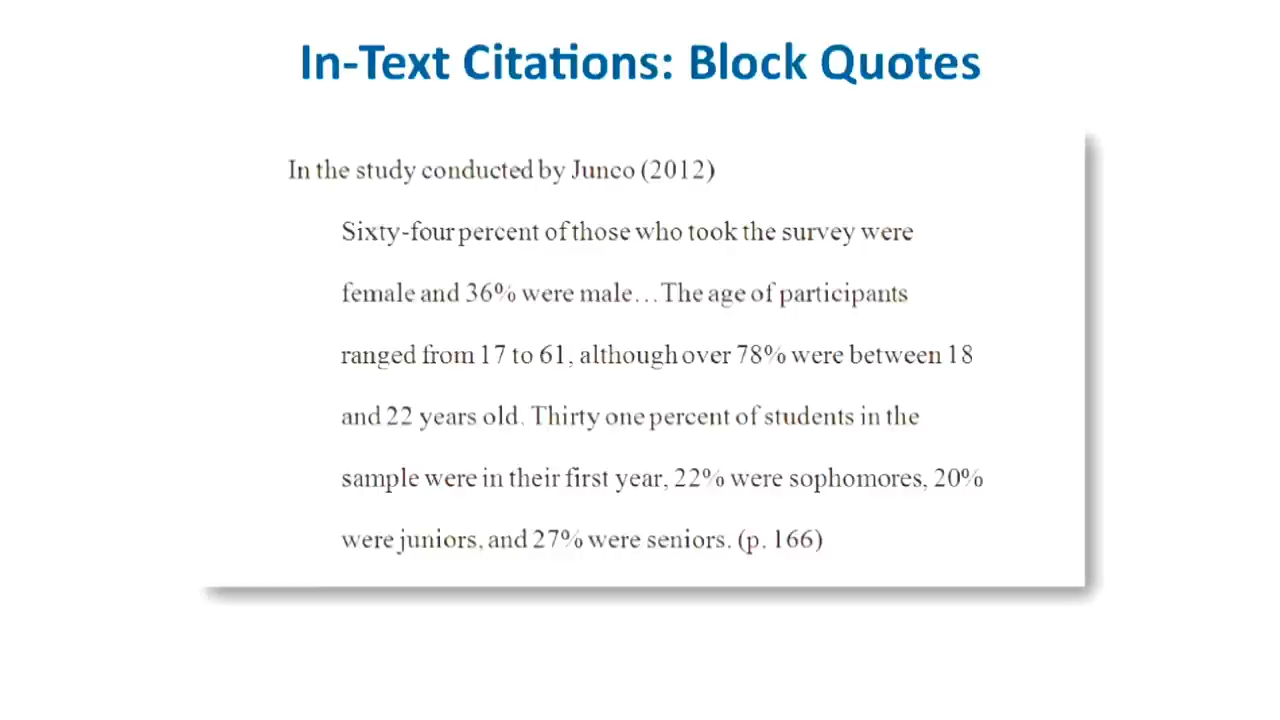 In-Text Citations: Block Quotes
In the study conducted by Junco (2012)
Sixty-four percent of those who took the survey were
female and 36% were male…The age of participants
ranged from 17 to 61, although over 78% were between 18
and 22 years old. Thirty one percent of students in the
sample were in their first year, 22% were sophomores, 20%
were juniors, and 27% were seniors. (p. 166)